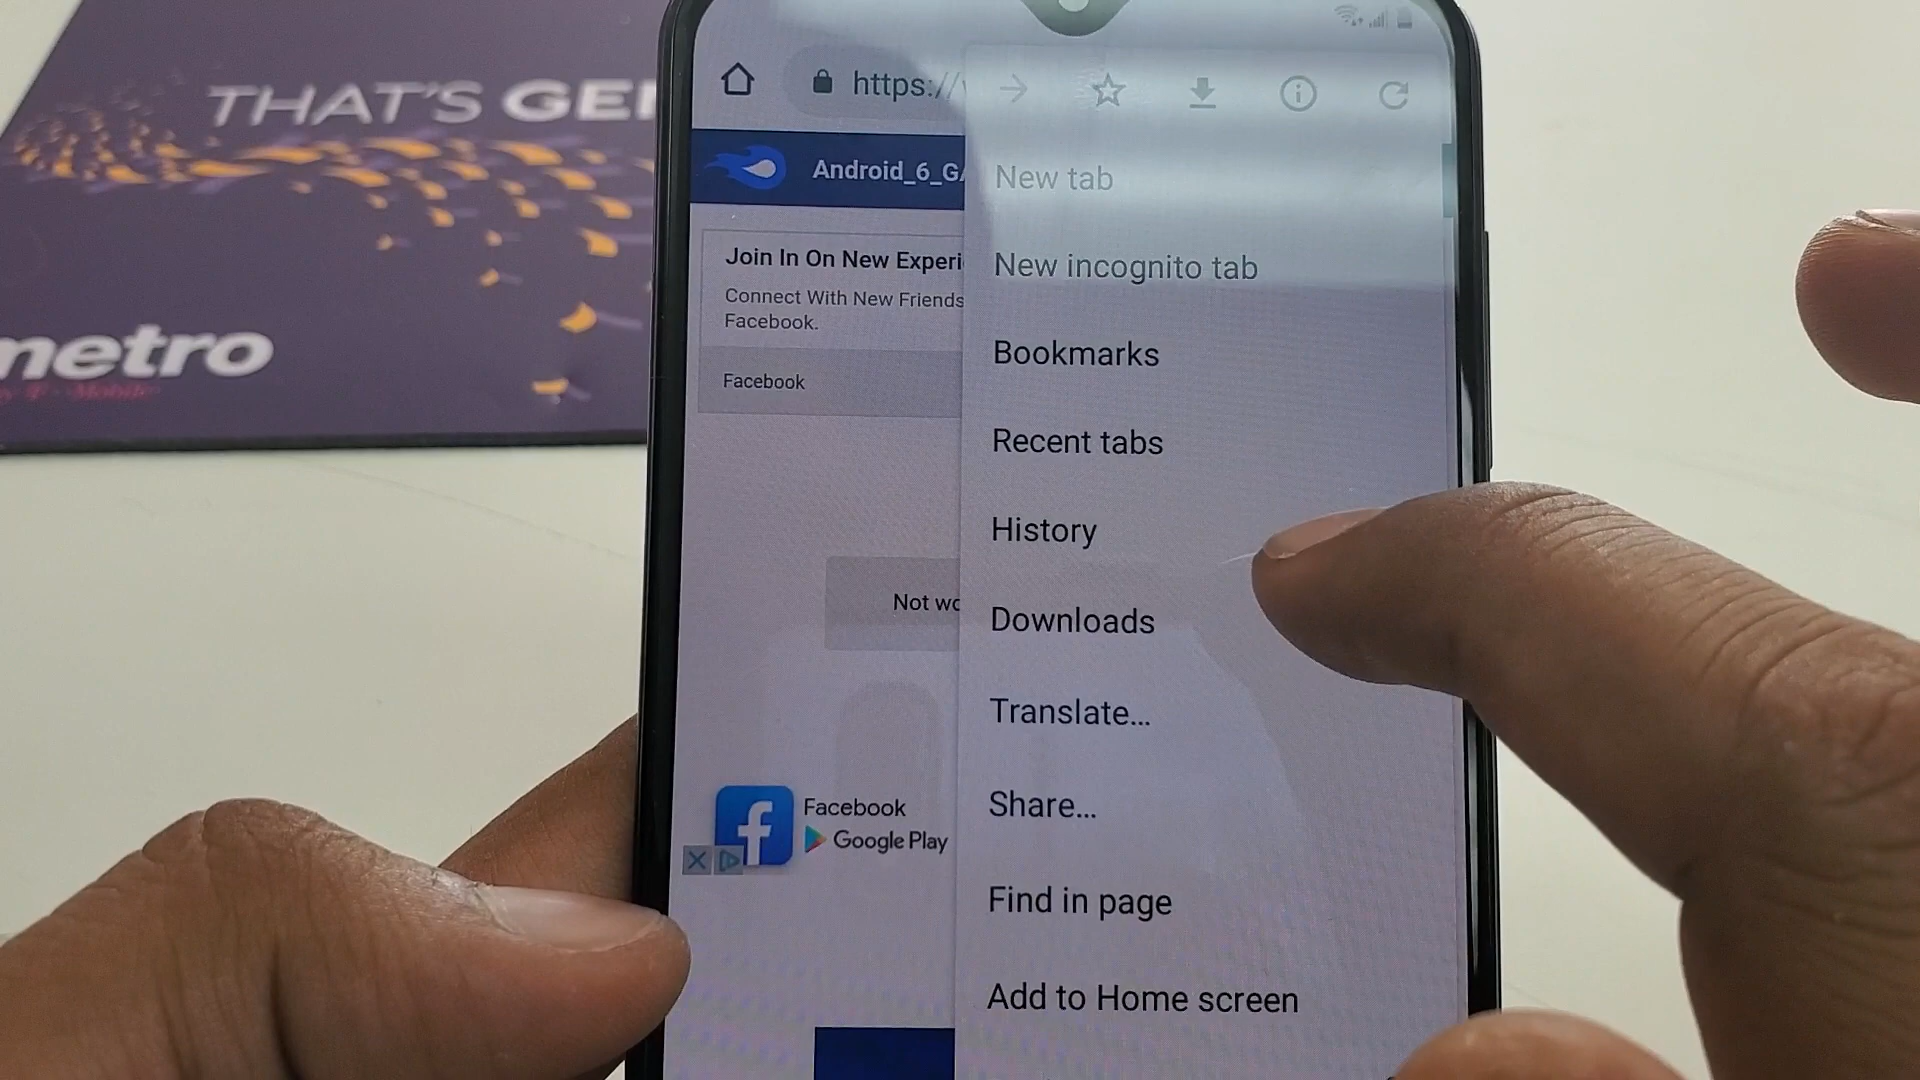 THAT'S GE
metro
by T-Mobile
https://
Android_6_G
Join In On New Experi
Connect With New Friends
Facebook.
Facebook
Not wo
Facebook
Google Play
New tab
New incognito tab
Bookmarks
Recent tabs
History
Downloads
Translate...
Share...
Find in page
Add to Home screen